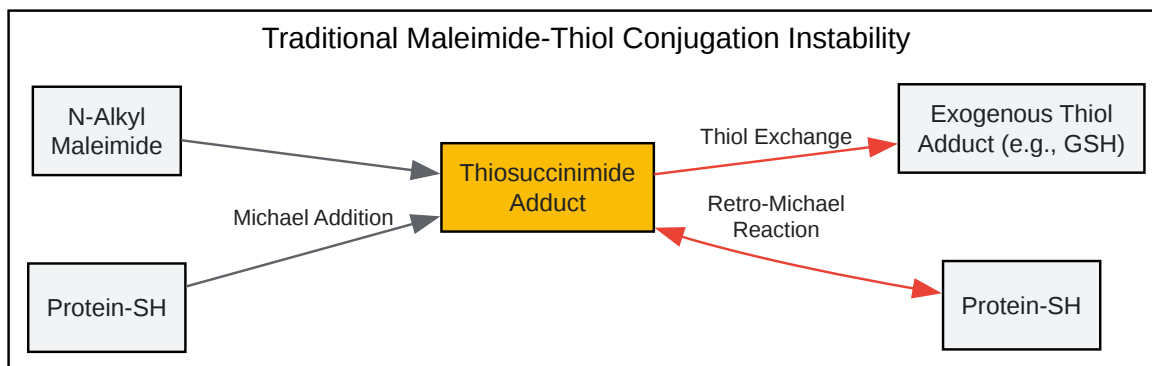 Traditional Maleimide-Thiol Conjugation Instability
N-Alkyl
Maleimide
Protein-SH
Michael Addition
Thiosuccinimide
Adduct
Thiol Exchange
Retro-Michael
Reaction
Exogenous Thiol
Adduct (e.g., GSH)
Protein-SH